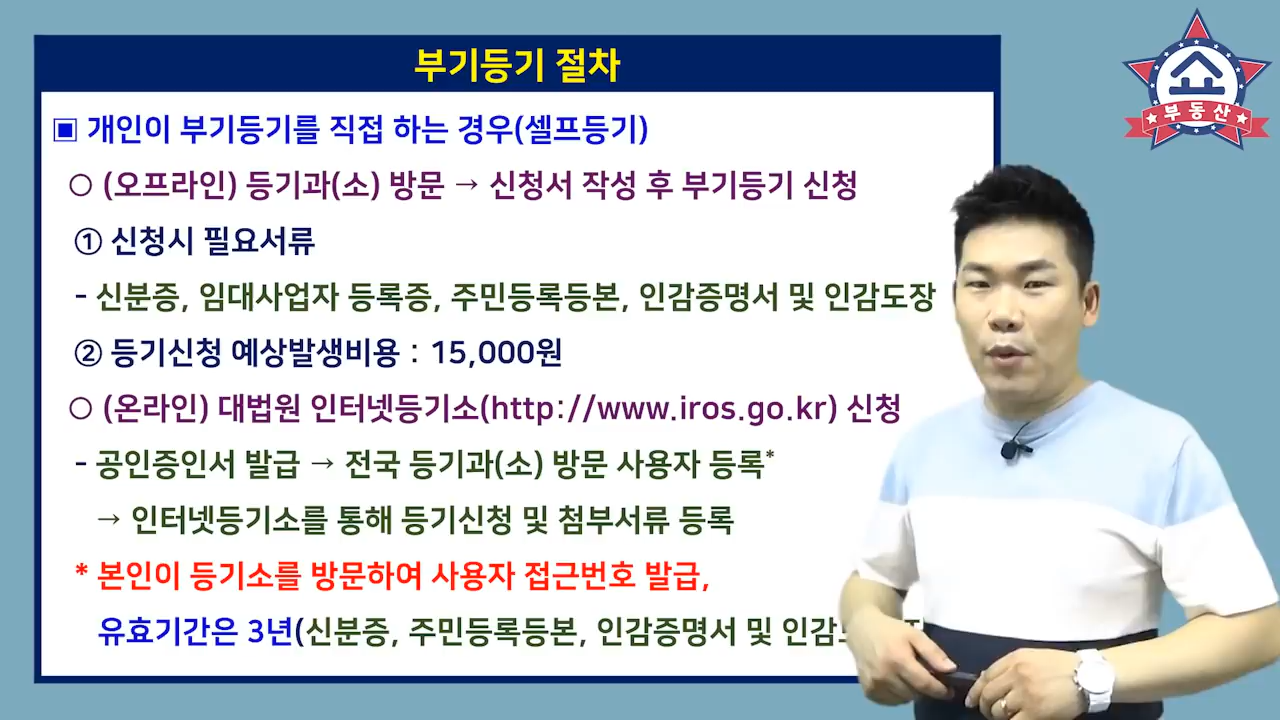 부기등기 절차
부동산
▣ 개인이 부기등기를 직접 하는 경우(셀프등기)
○ (오프라인) 등기과(소) 방문 → 신청서 작성 후 부기등기 신청
① 신청시 필요서류
- 신분증, 임대사업자 등록증, 주민등록등본, 인감증명서 및 인감도장
② 등기신청 예상발생비용 : 15,000원
○ (온라인) 대법원 인터넷등기소(http://www.iros.go.kr) 신청
- 공인증인서 발급 → 전국 등기과(소) 방문 사용자 등록*
→ 인터넷등기소를 통해 등기신청 및 첨부서류 등록
* 본인이 등기소를 방문하여 사용자 접근번호 발급,
유효기간은 3년(신분증, 주민등록등본, 인감증명서 및